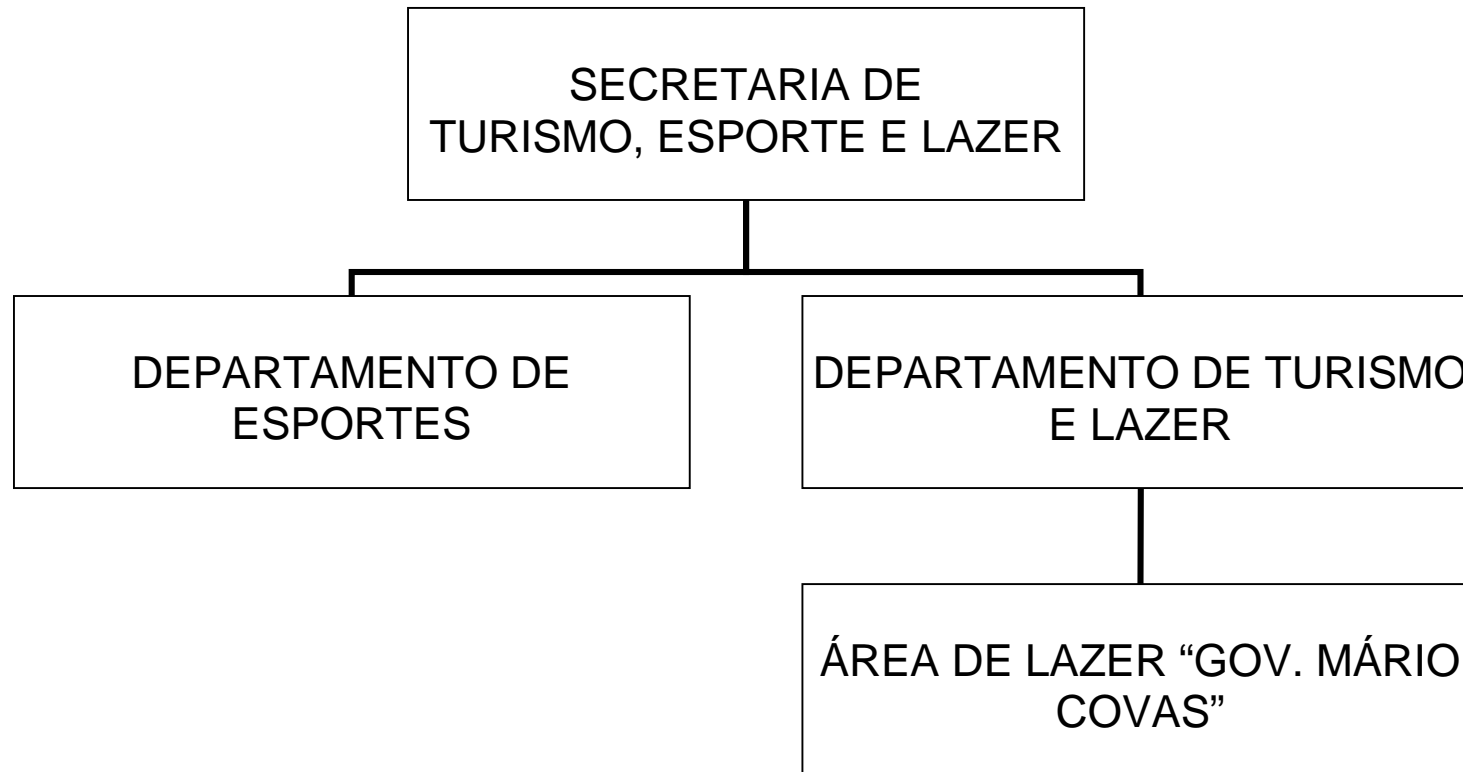 SECRETARIA DE
TURISMO, ESPORTE E LAZER
DEPARTAMENTO DE
ESPORTES
DEPARTAMENTO DE TURISMO
E LAZER
ÁREA DE LAZER “GOV. MÁRIO
COVAS”